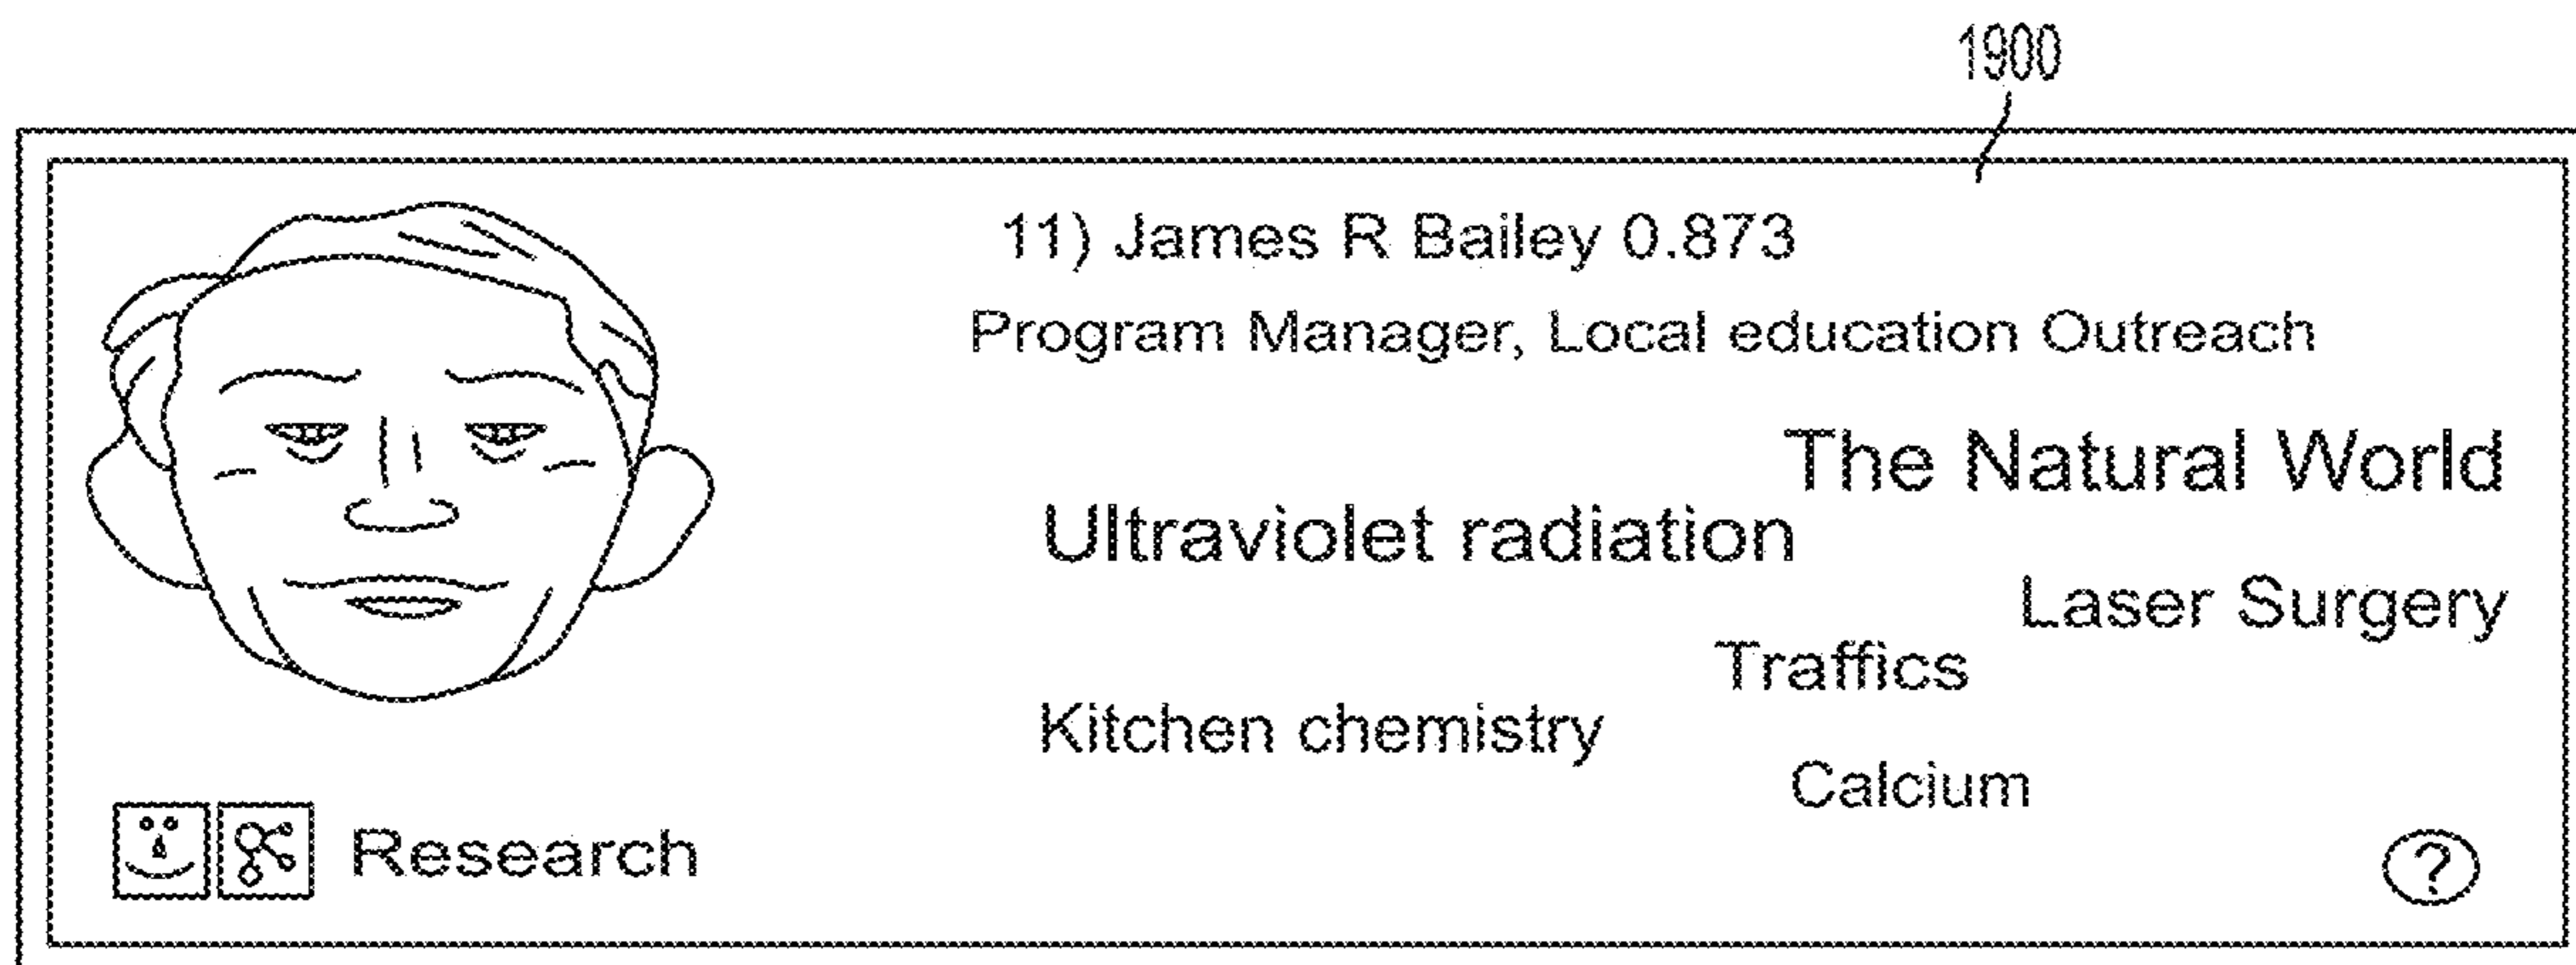 1900
11) James R Bailey 0.873
Program Manager, Local education Outreach
The Natural World
Ultraviolet radiation
Laser Surgery
Traffics
Kitchen chemistry
Calcium
Research
?